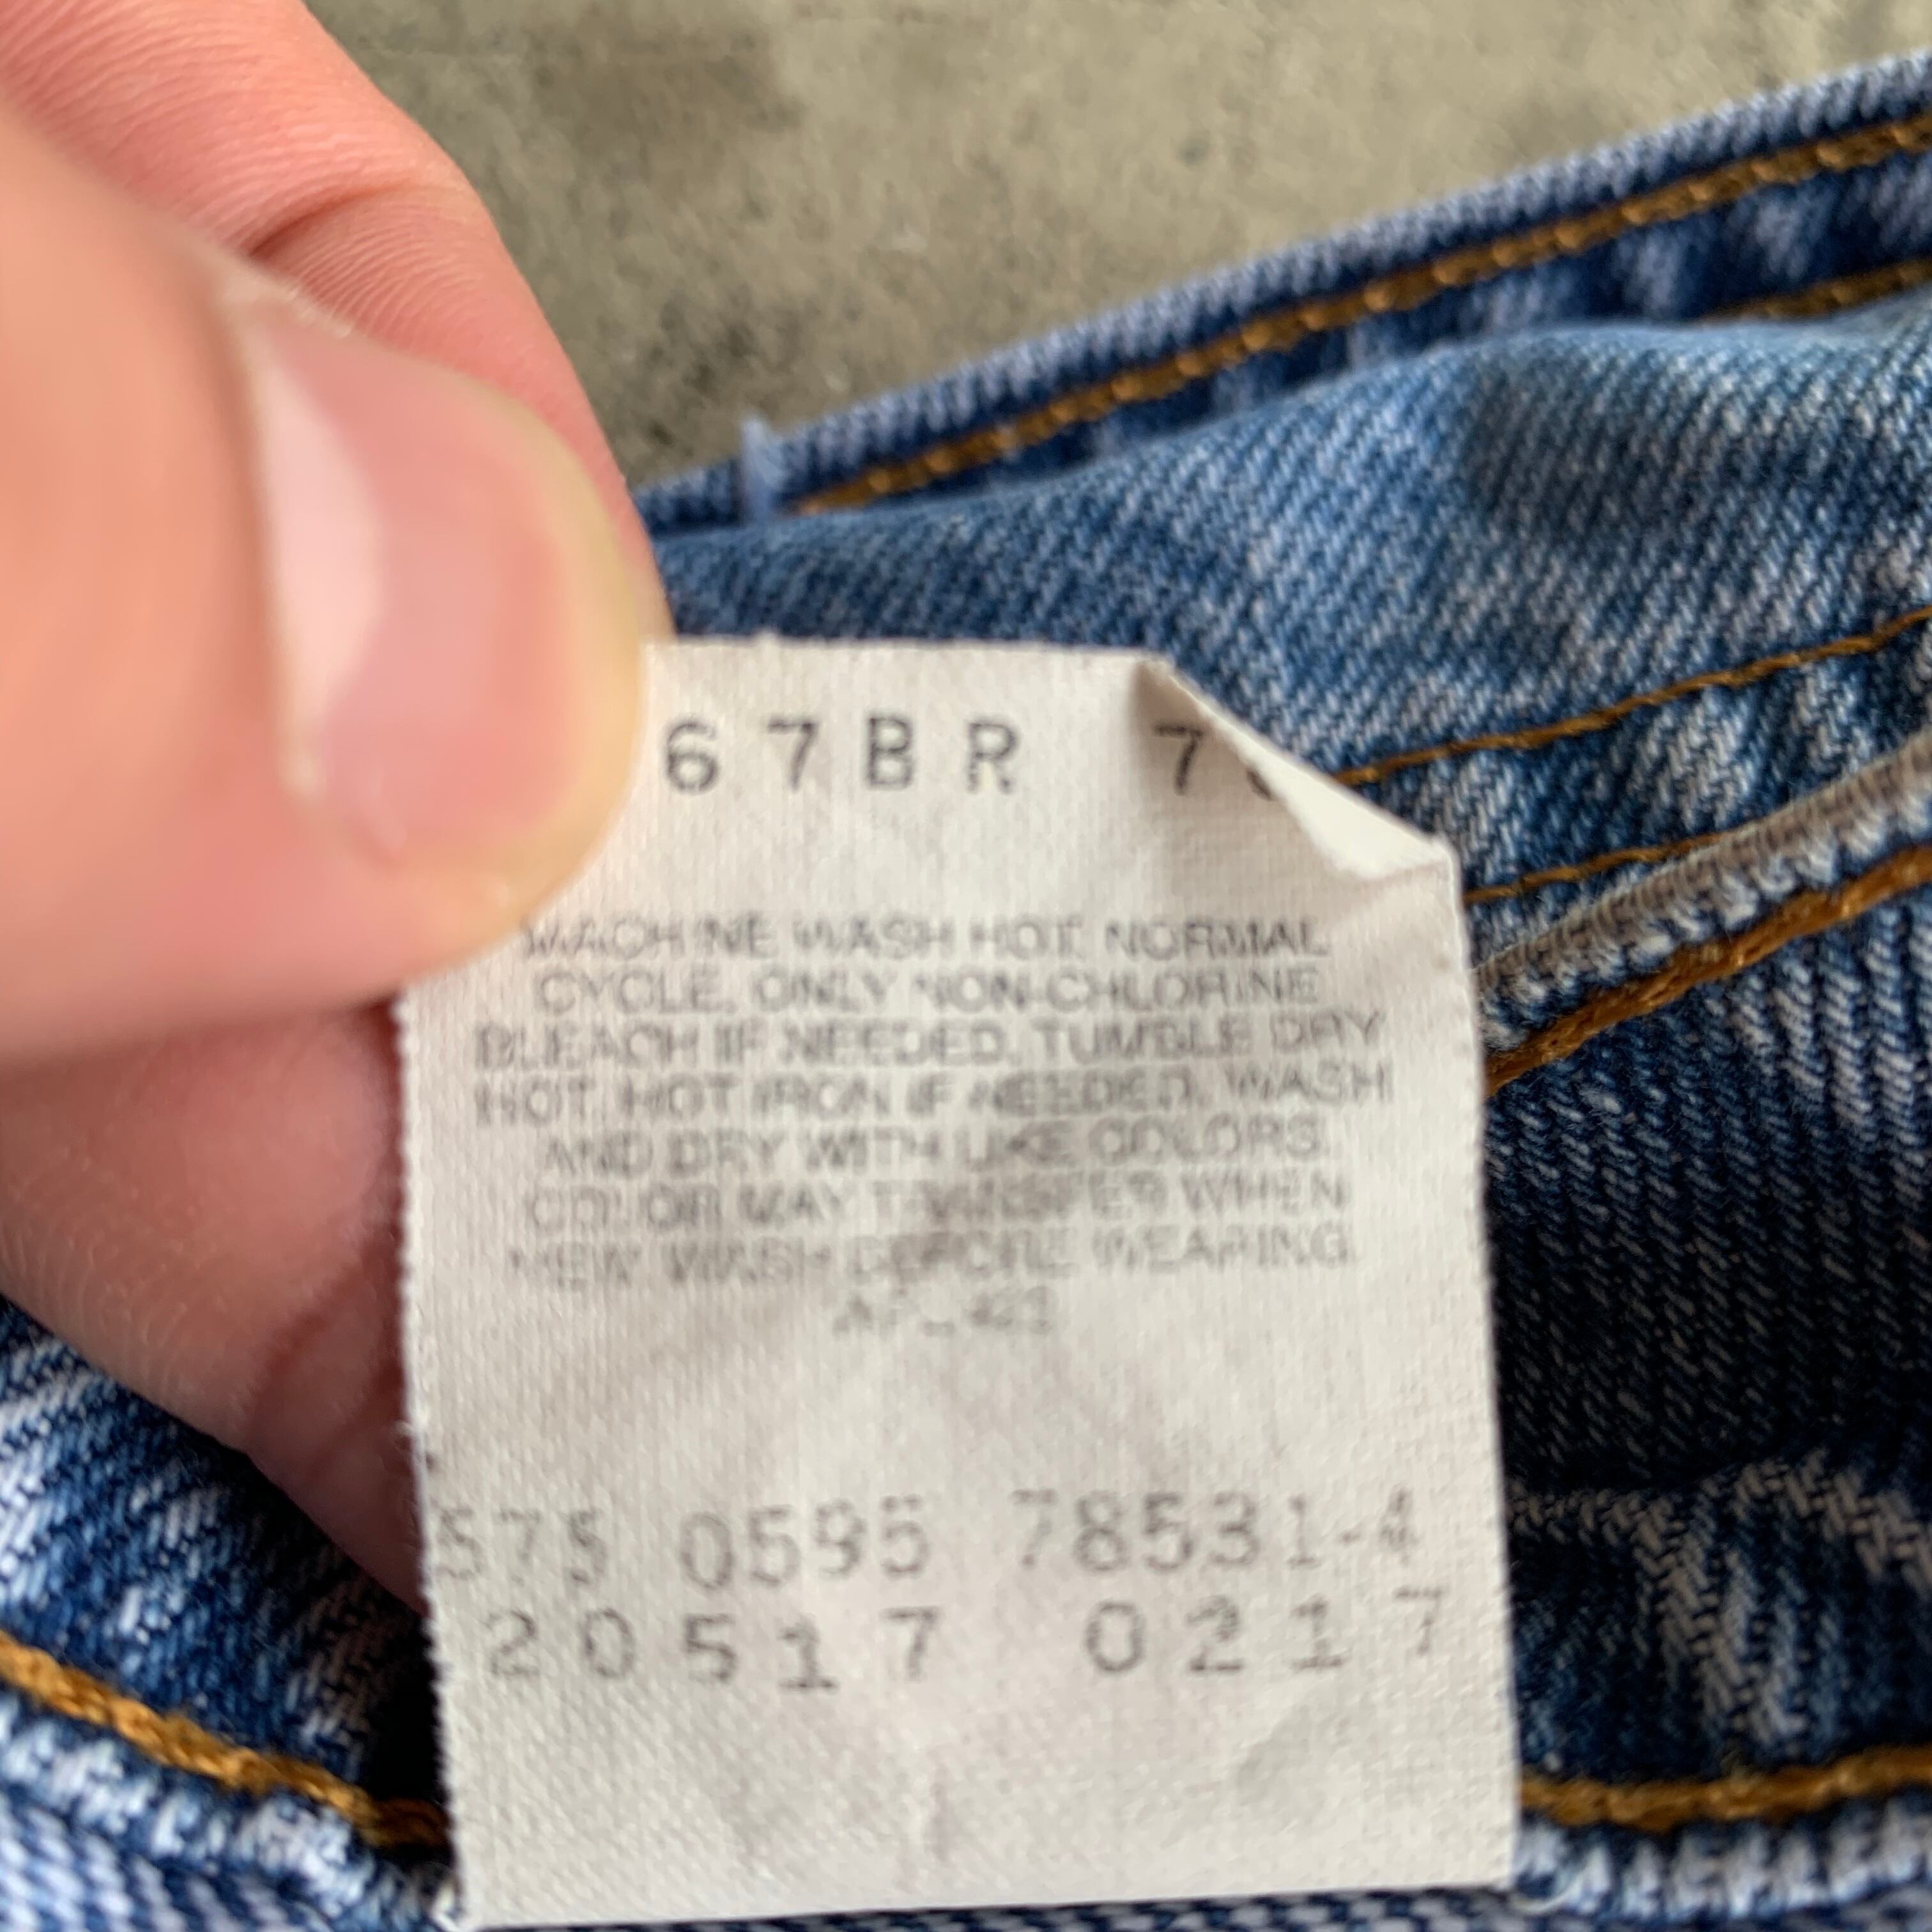 67BR 7
MACHINE WASH HOT NORMAL
CYCLE. ONLY NON-CHLORINE
BLEACH IF NEEDED. TUMBLE DRY
HOT. HOT IRON IF NEEDED. WASH
AND DRY WITH LIKE COLORS.
COLOR MAY TRANSFER WHEN
NEW. WASH BEFORE WEARING.
575 0595 78531-4
20517 0217